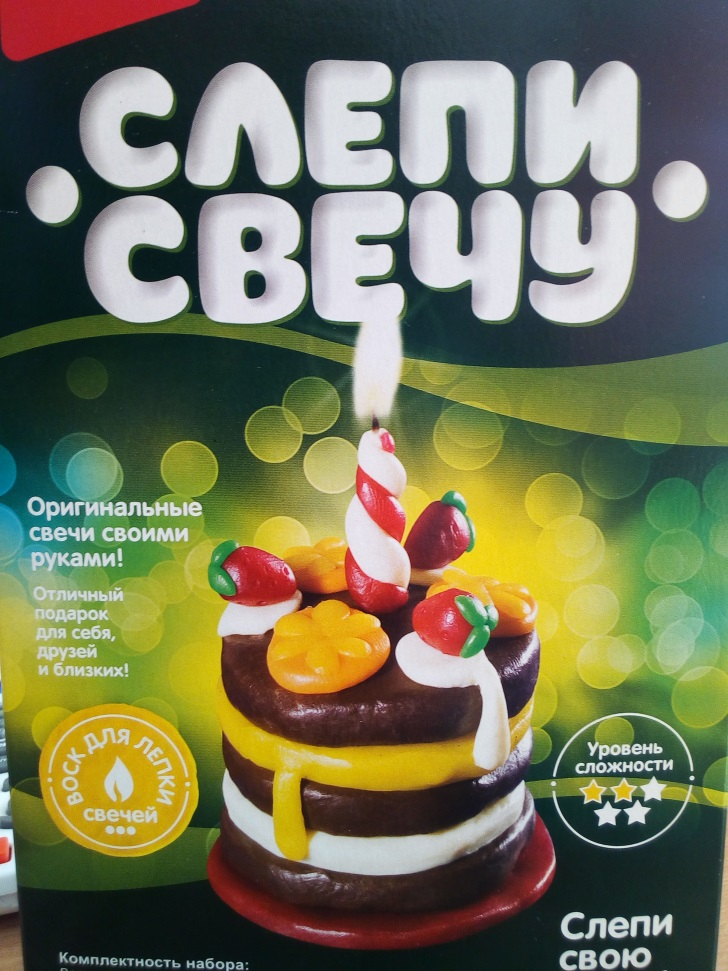 СЛЕПИ
СВЕЧУ
Оригинальные
свечи своими
руками!
Отличный
подарок
для себя,
друзей
и близких!
ВОСК ДЛЯ ЛЕПКИ
свечей
Уровень
сложности
Слепи
свою
Комплектность набора: